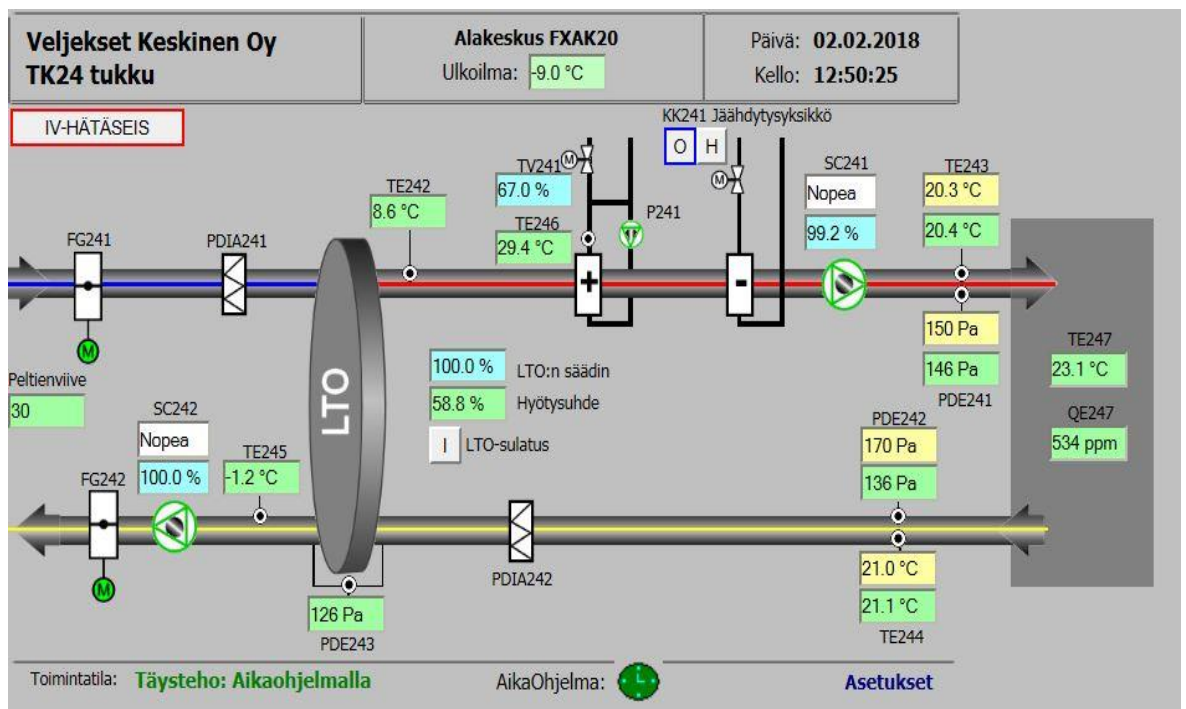 Veljekset Keskinen Oy
TK24 tukku
Alakeskus FXAK20
Ulkoilma: -9.0 °C
Päivä: 02.02.2018
Kello: 12:50:25
IV-HÄTÄSEIS
KK241 Jäähdytysyksikkö
O H
TV241
M
67.0 %
TE246
29.4 °C
P241
M
SC241
Nopea
99.2 %
TE243
20.3 °C
20.4 °C
TE242
8.6 °C
FG241
PDIA241
+
-
M
150 Pa
146 Pa
PDE241
TE247
23.1 °C
QE247
534 ppm
Peltienviive
30
LTO
100.0 % LTO:n säädin
58.8 % Hyötysuhde
I LTO-sulatus
SC242
Nopea
100.0 %
TE245
-1.2 °C
FG242
M
PDE242
170 Pa
136 Pa
PDIA242
21.0 °C
21.1 °C
TE244
126 Pa
PDE243
Toimintatila: Täysteho: Aikaohjelmalla
AikaOhjelma:
Asetukset